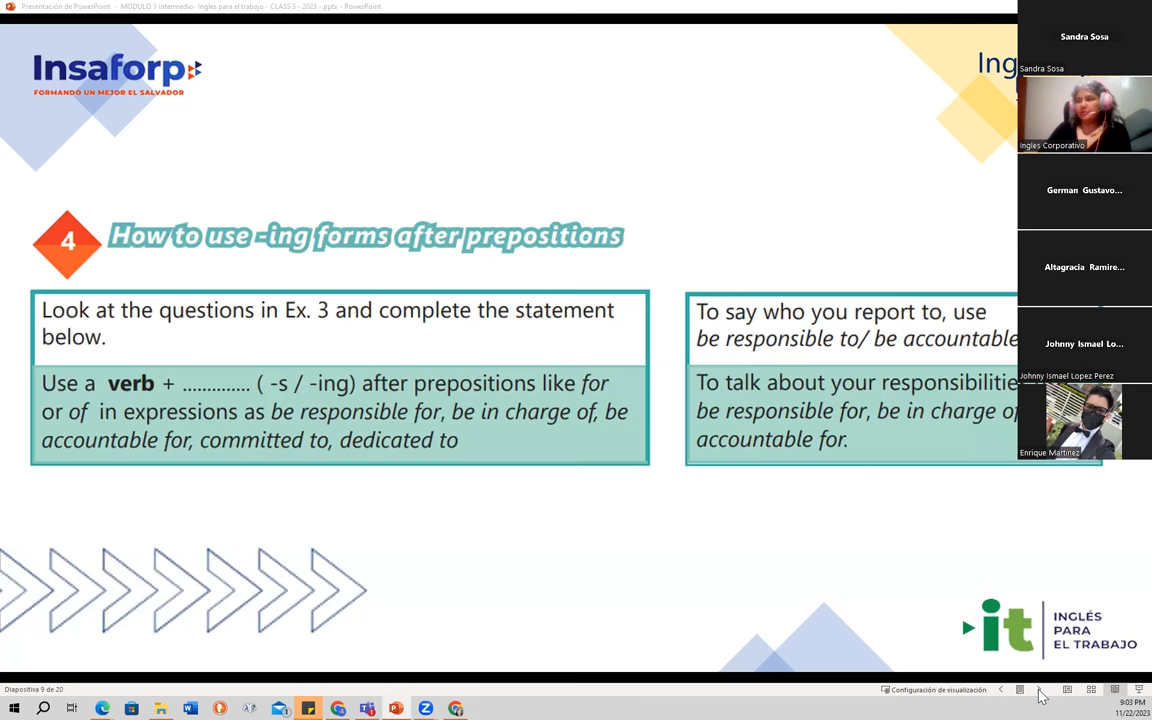 Presentación de PowerPoint - MODULO 3 Intermedio- Ingles para el trabajo - CLASS 3 - 2023 -.pptx - PowerPoint
Insaforp
FORMANDO UN MEJOR EL SALVADOR
4
How to use -ing forms after prepositions
Look at the questions in Ex. 3 and complete the statement
below.
Use a verb + .............. ( -s / -ing) after prepositions like for
or of in expressions as be responsible for, be in charge of, be
accountable for, committed to, dedicated to
To say who you report to, use
be responsible to/ be accountable
To talk about your
be responsible for, be in charge
accountable for.
Sandra Sosa
Sandra Sosa
Ingles Corporativo
German Gustavo...
Altagracia Ramire...
Johnny Ismael Lo...
Johnny Ismael Lopez Perez
Enrique Martinez
it
INGLÉS
PARA
EL TRABAJO
Diapositiva 9 de 20
Configuración de visualización
9:03 PM
11/22/2023